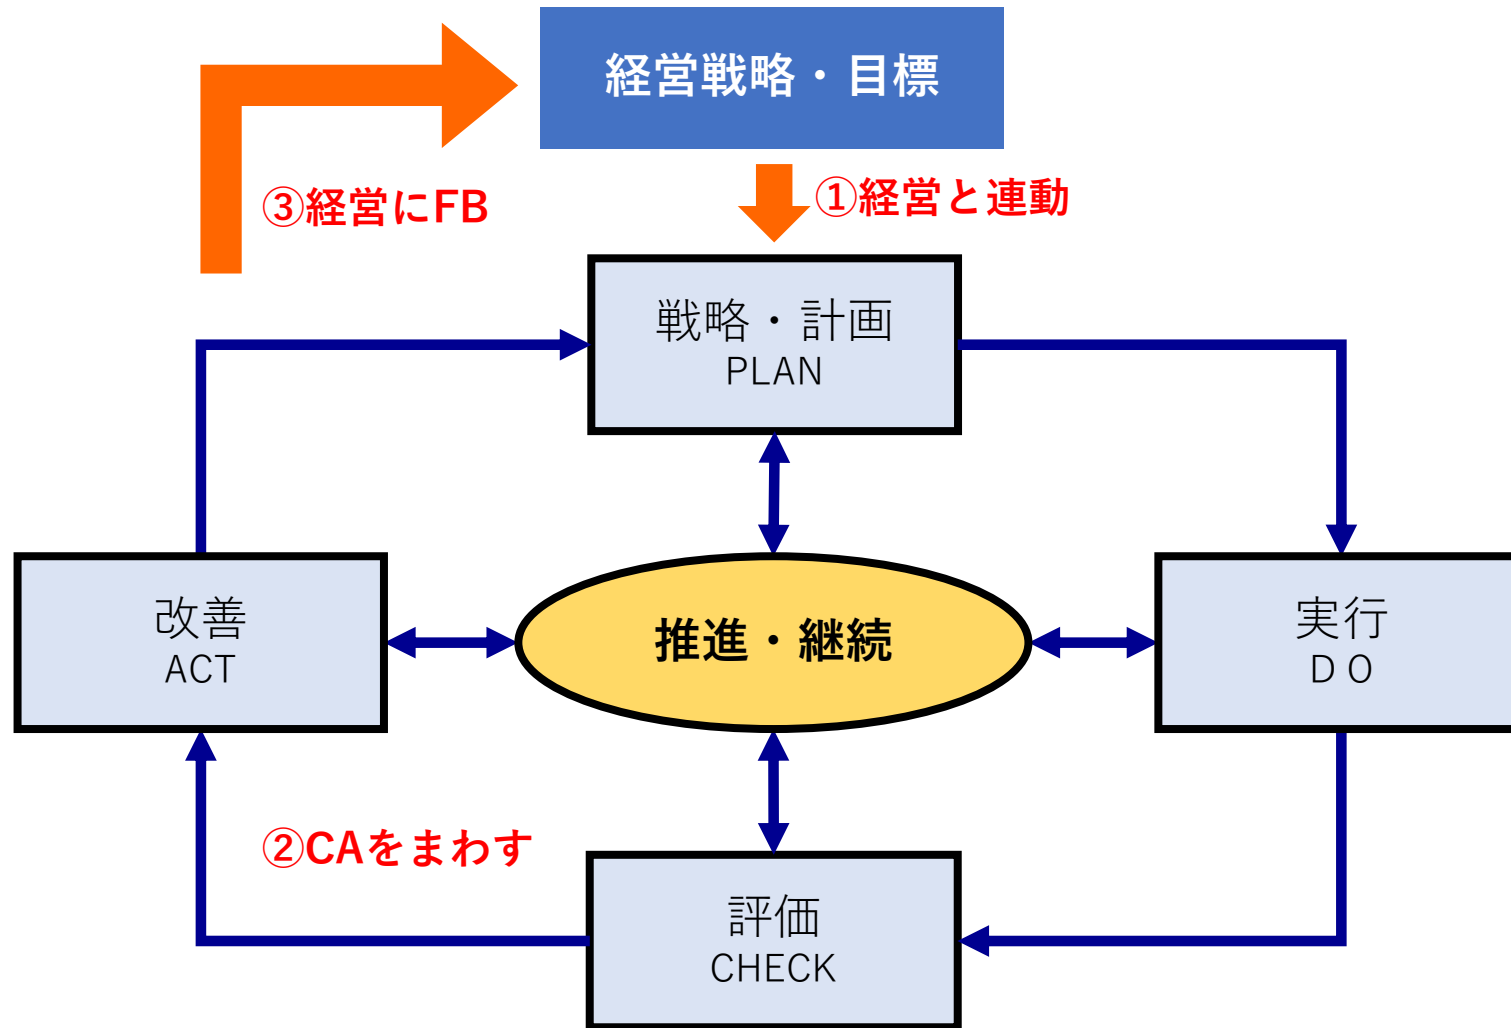 経営戦略・目標
①経営と連動
③経営にFB
戦略・計画
PLAN
改善
ACT
推進・継続
実行
ＤＯ
②CAをまわす
評価
CHECK